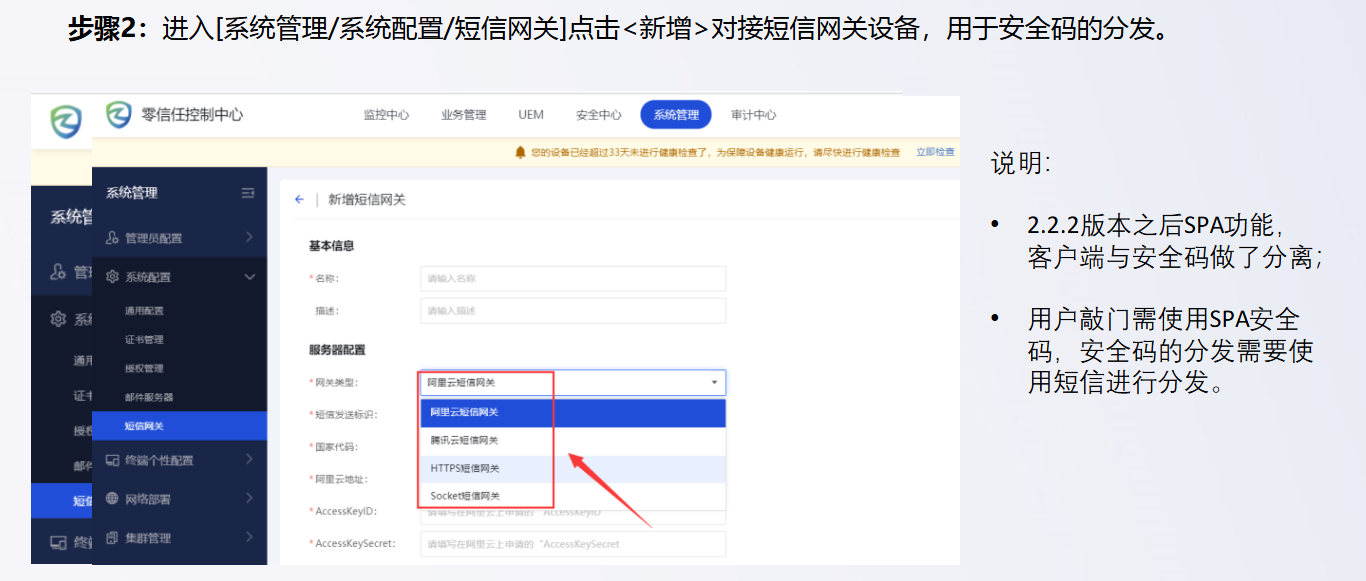 步骤2：进入[系统管理/系统配置/短信网关]点击<新增>对接短信网关设备，用于安全码的分发。
零信任控制中心
监控中心 业务管理 UEM 安全中心 系统管理 审计中心
您的设备已经超过33天未进行健康检查了，为保障设备健康运行，请尽快进行健康检查 立即检查
系统管
管理
系统
通用
证书
授权
邮件
短信
终端
系统管理
管理员配置
系统配置
通用配置
证书管理
授权管理
邮件服务器
短信网关
终端个性配置
网络部署
集群管理
新增短信网关
基本信息
*名称: 请输入名称
描述: 请输入描述
服务器配置
*网关类型: 阿里云短信网关
阿里云短信网关
腾讯云短信网关
HTTPS短信网关
Socket短信网关
*短信发送标识:
*国家代码:
*阿里云地址:
*AccessKeyID: 请填写在阿里云上申请的“AccessKeyID”
*AccessKeySecret: 请填写在阿里云上申请的“AccessKeySecret
说明:
• 2.2.2版本之后SPA功能，
客户端与安全码做了分离；
• 用户敲门需使用SPA安全
码，安全码的分发需要使
用短信进行分发。